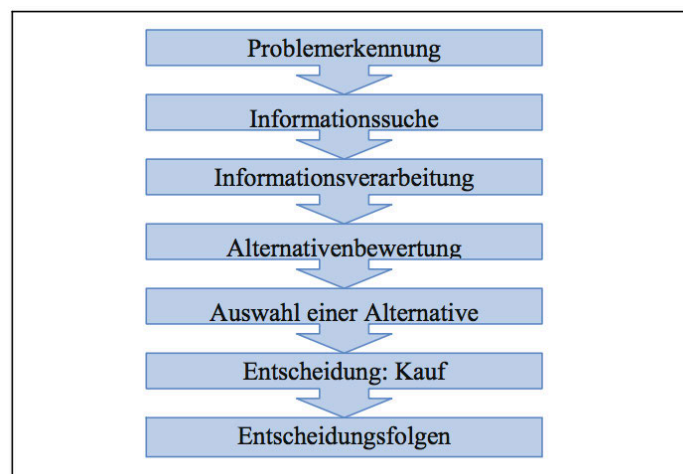 Problemerkennung
Informationssuche
Informationsverarbeitung
Alternativenbewertung
Auswahl einer Alternative
Entscheidung: Kauf
Entscheidungsfolgen